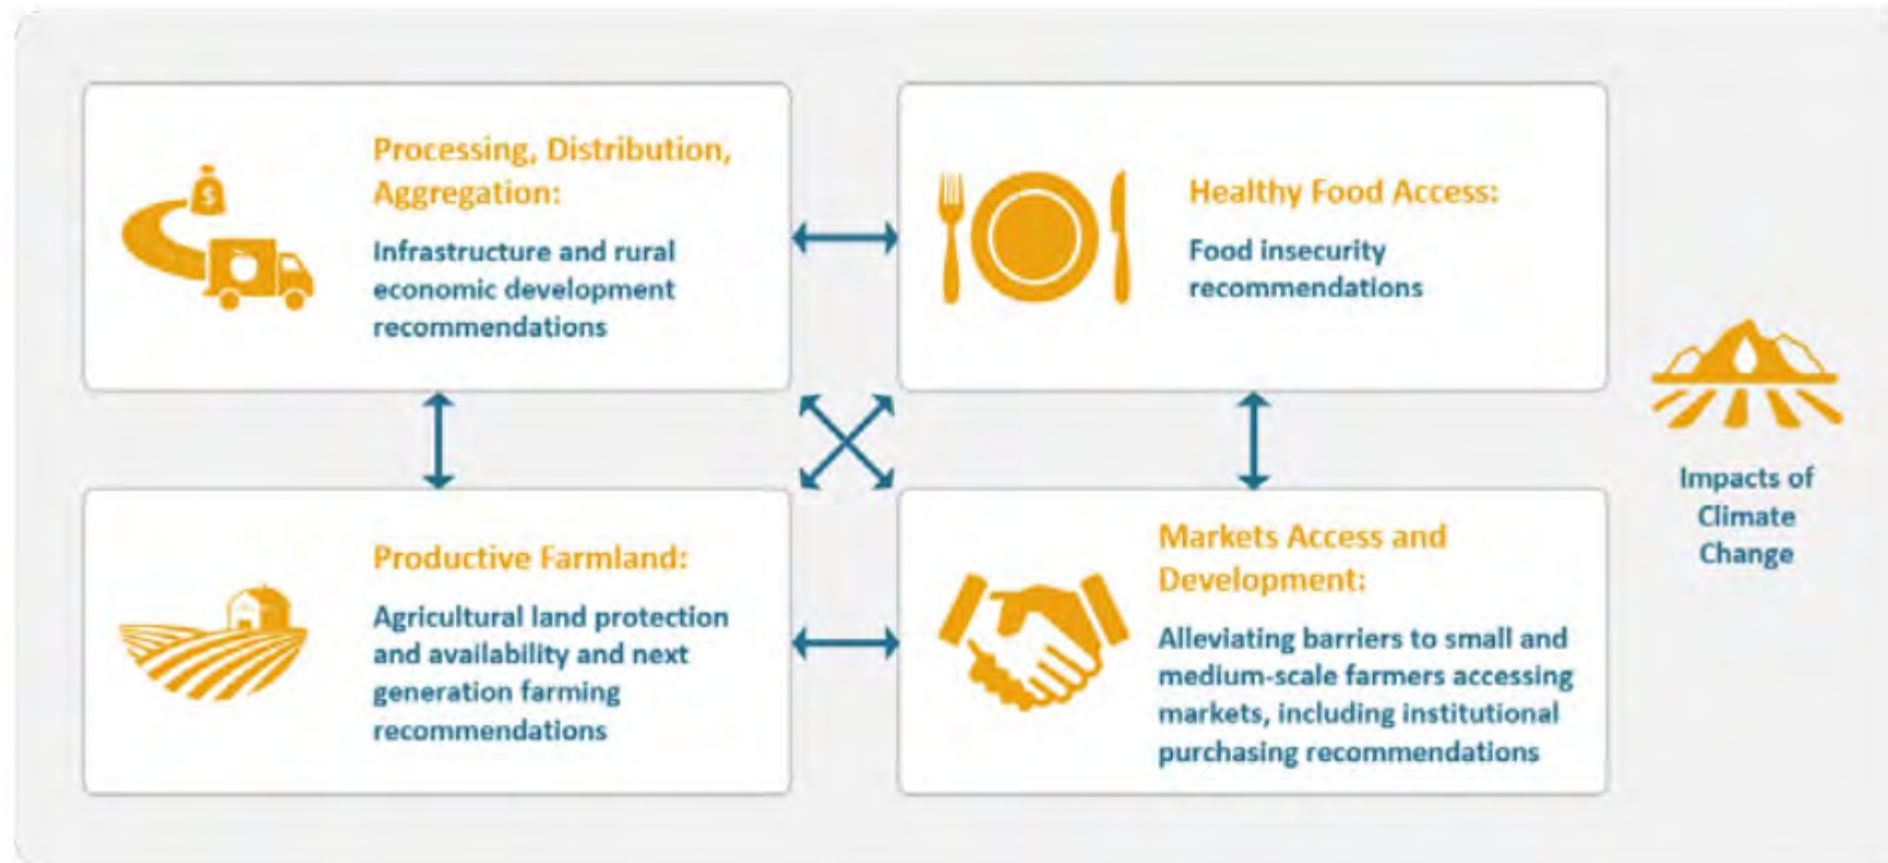 Processing, Distribution,
Aggregation:
Infrastructure and rural
economic development
recommendations
$
Healthy Food Access:
Food insecurity
recommendations
Productive Farmland:
Agricultural land protection
and availability and next
generation farming
recommendations
Markets Access and
Development:
Alleviating barriers to small and
medium-scale farmers accessing
markets, including institutional
purchasing recommendations
Impacts of
Climate
Change